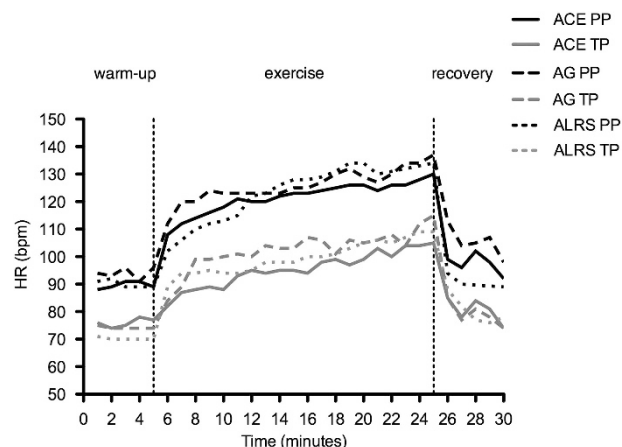 ACE PP
ACE TP
AG PP
AG TP
ALRS PP
ALRS TP
warm-up exercise recovery
150
140
130
120
110
100
90
80
70
60
50
HR (bpm)
0 2 4 6 8 10 12 14 16 18 20 22 24 26 28 30
Time (minutes)